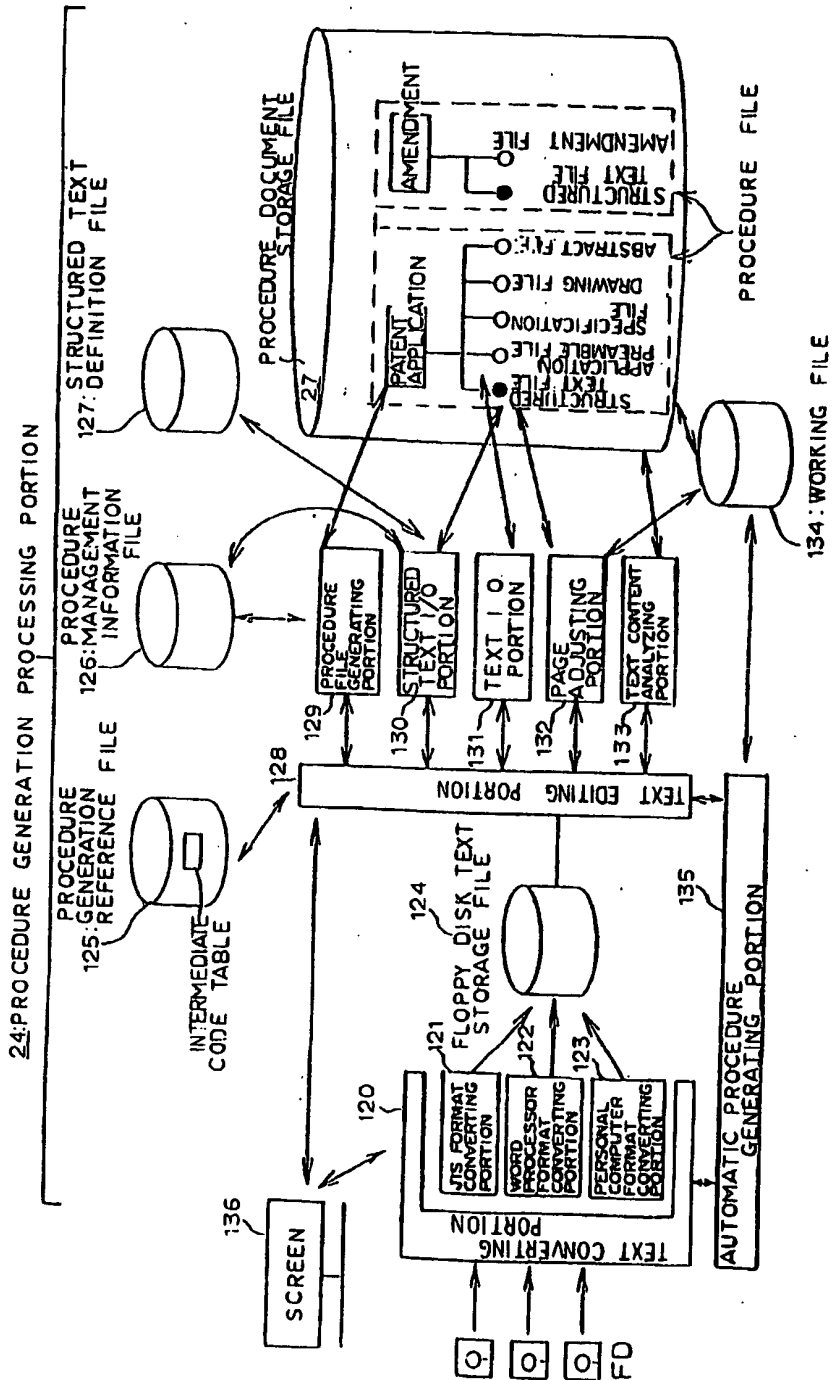 24:PROCEDURE GENERATION PROCESSING PORTION
PROCEDURE
125:GENERATION
REFERENCE FILE
INTERMEDIATE
CODE TABLE
PROCEDURE
126:MANAGEMENT
INFORMATION
FILE
127:STRUCTURED TEXT
DEFINITION FILE
136
SCREEN
128
TEXT EDITING PORTION
129
PROCEDURE
FILE
GENERATING
PORTION
130
STRUCTURED
TEXT I/O
PORTION
131
TEXT I O
PORTION
132
PAGE
ADJUSTING
PORTION
133
TEXT CONTENT
ANALYZING
PORTION
PROCEDURE DOCUMENT
STORAGE FILE
27
PATENT
APPLICATION
STRUCTURED
TEXT FILE
APPLICATION
PREAMBLE FILE
SPECIFICATION
FILE
DRAWING FILE
ABSTRACT FILE
AMENDMENT
STRUCTURED
TEXT FILE
AMENDMENT FILE
PROCEDURE FILE
134:WORKING FILE
FD
120
TEXT CONVERTING
PORTION
121
JIS FORMAT
CONVERTING
PORTION
122
WORD
PROCESSOR
FORMAT
CONVERTING
PORTION
123
PERSONAL
COMPUTER
FORMAT
CONVERTING
PORTION
124
FLOPPY DISK TEXT
STORAGE FILE
135
AUTOMATIC PROCEDURE
GENERATING PORTION